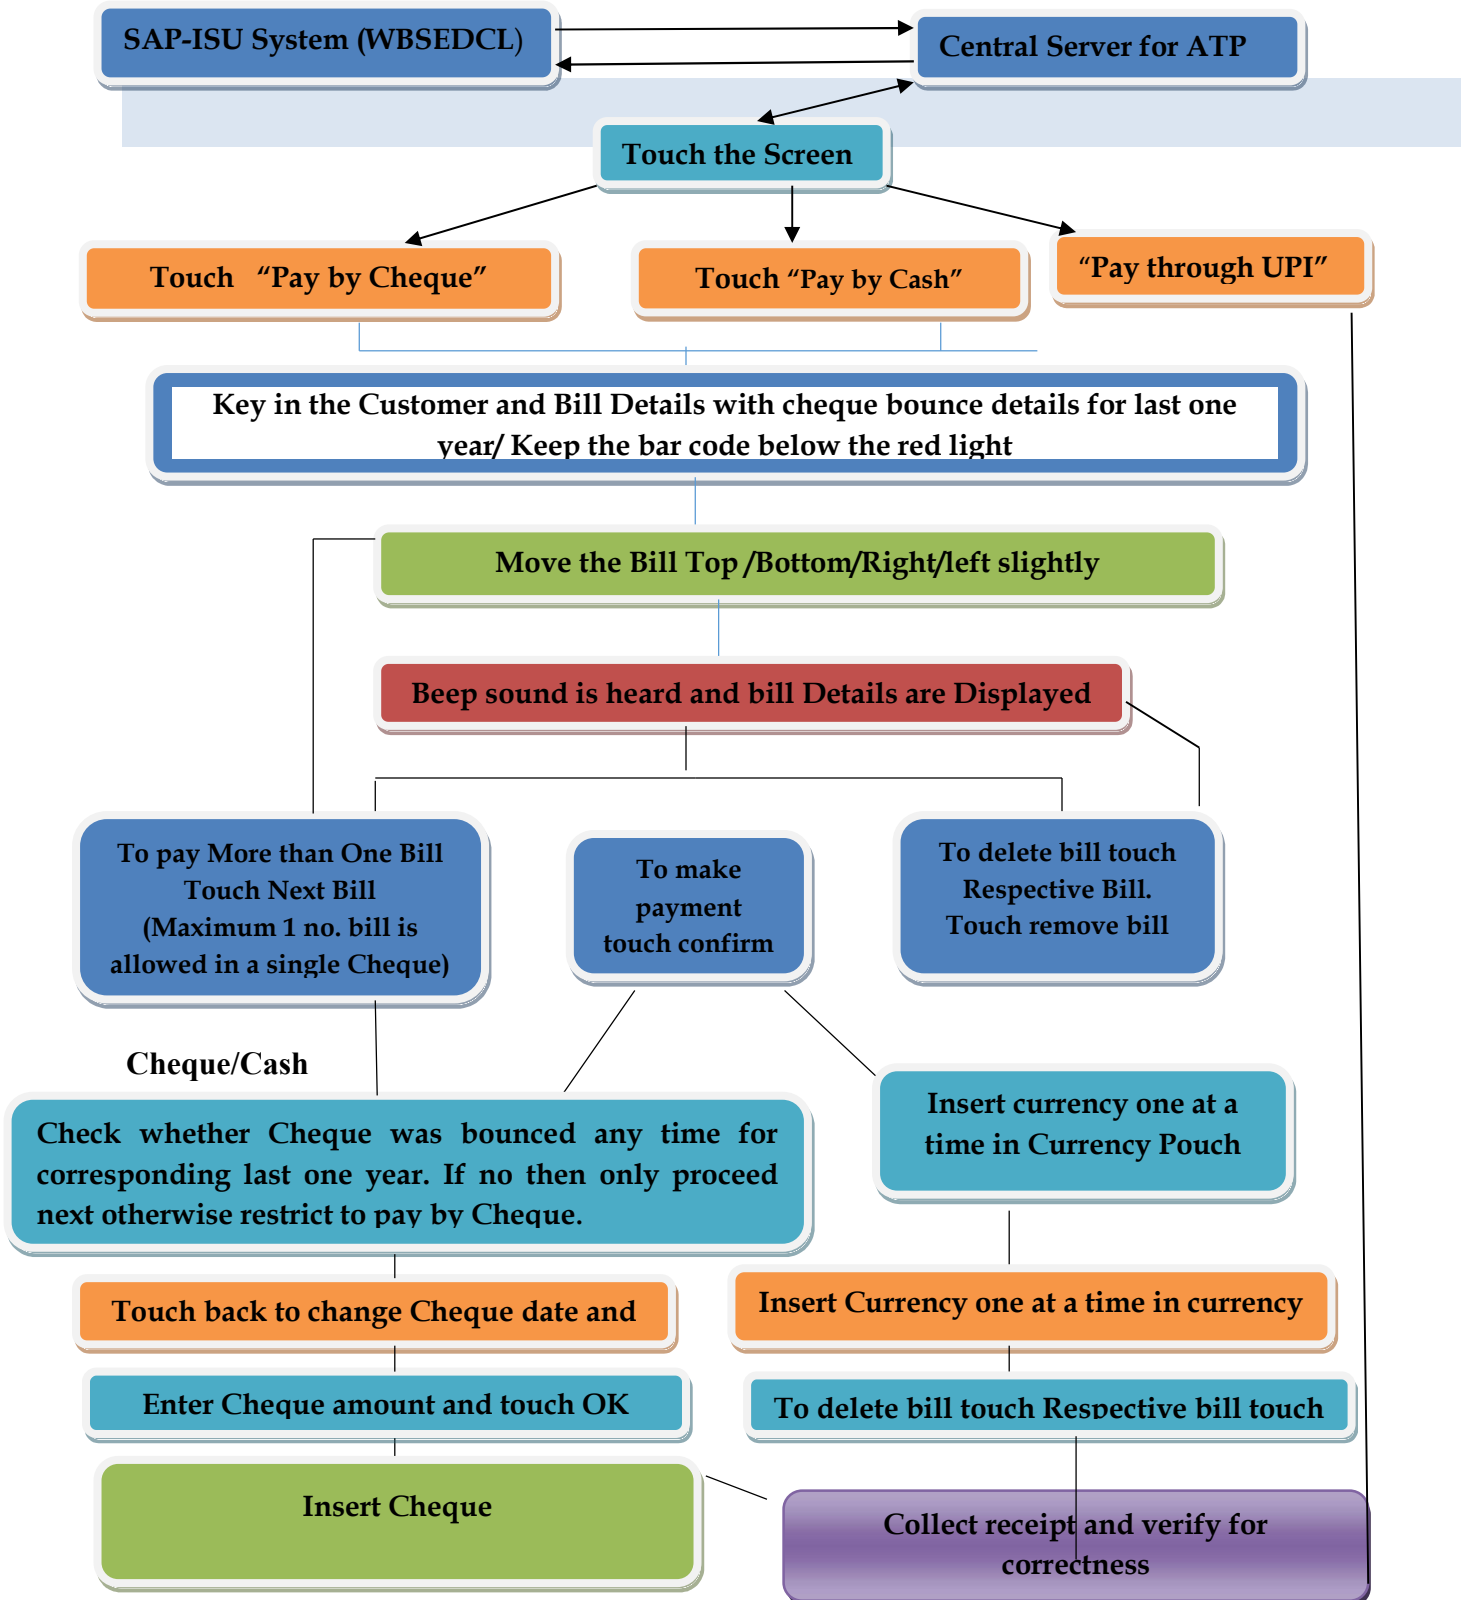 SAP-ISU System (WBSEDCL)
Central Server for ATP
Touch the Screen
Touch “Pay by Cheque”
Touch “Pay by Cash”
“Pay through UPI”
Key in the Customer and Bill Details with cheque bounce details for last one
year/ Keep the bar code below the red light
Move the Bill Top /Bottom/Right/left slightly
Beep sound is heard and bill Details are Displayed
To pay More than One Bill
Touch Next Bill
(Maximum 1 no. bill is
allowed in a single Cheque)
To make
payment
touch confirm
To delete bill touch
Respective Bill.
Touch remove bill
Cheque/Cash
Check whether Cheque was bounced any time for
corresponding last one year. If no then only proceed
next otherwise restrict to pay by Cheque.
Insert currency one at a
time in Currency Pouch
Touch back to change Cheque date and
Insert Currency one at a time in currency
Enter Cheque amount and touch OK
To delete bill touch Respective bill touch
Insert Cheque
Collect receipt and verify for
correctness